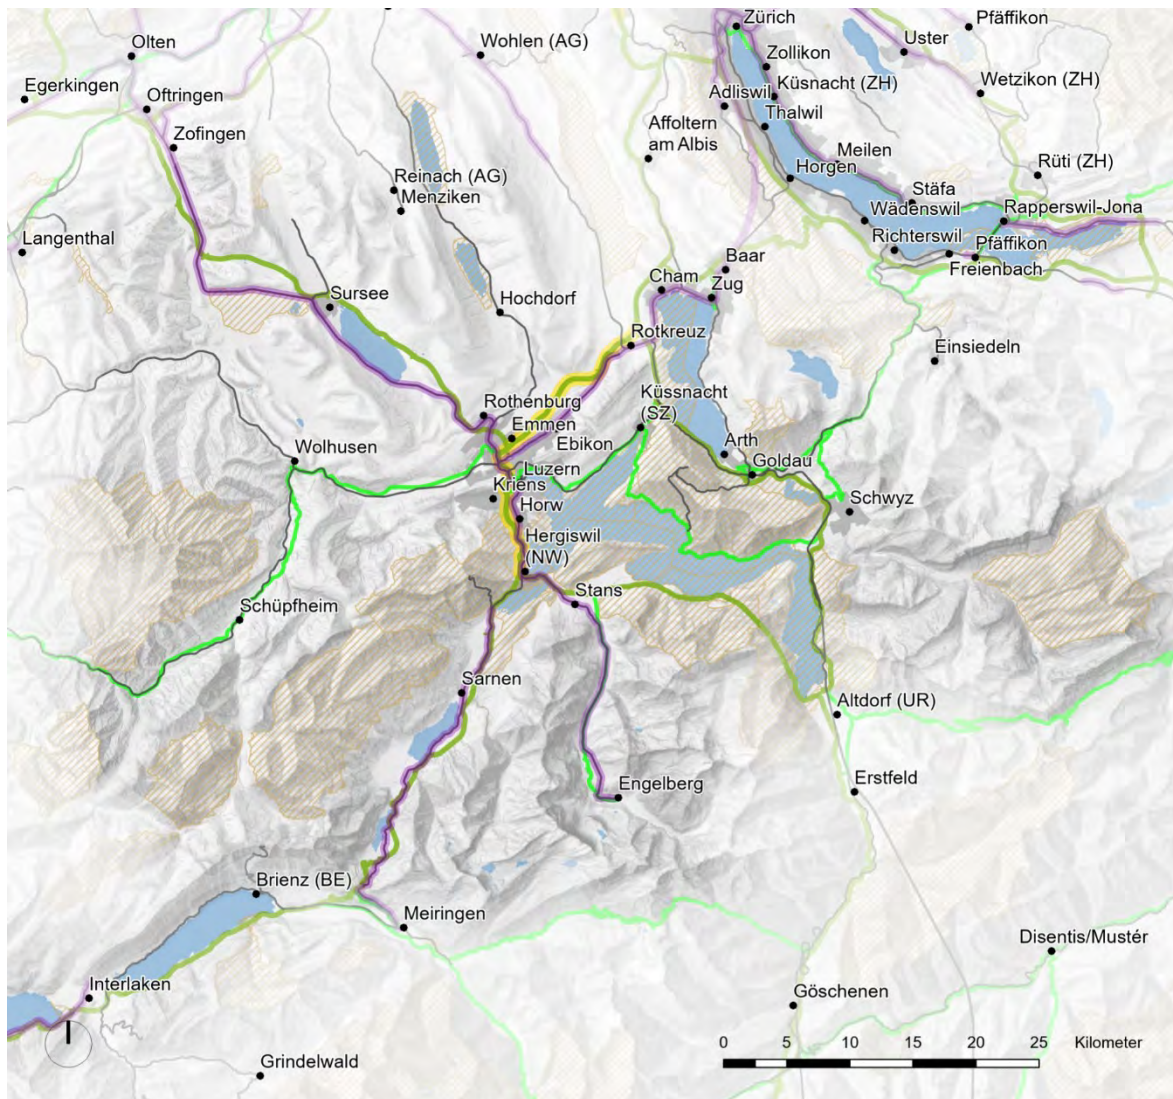 Zürich
Pfäffikon
Olten
Wohlen (AG)
Uster
Zollikon
Egerkingen
Küsnacht (ZH)
Wetzikon (ZH)
Adliswil
Oftringen
Thalwil
Affoltern
am Albis
Zofingen
Meilen
Rüti (ZH)
Horgen
Reinach (AG)
Menziken
Stäfa
Rapperswil-Jona
Wädenswil
Langenthal
Richterswil
Pfäffikon
Freienbach
Baar
Cham
Zug
Sursee
Hochdorf
Rotkreuz
Einsiedeln
Küssnacht
(SZ)
Rothenburg
Emmen
Ebikon
Arth
Wolhusen
Goldau
Luzern
Kriens
Schwyz
Horw
Hergiswil
(NW)
Stans
Schüpfheim
Sarnen
Altdorf (UR)
Engelberg
Erstfeld
Brienz (BE)
Meiringen
Disentis/Mustér
Interlaken
Göschenen
0 5 10 15 20 25 Kilometer
Grindelwald